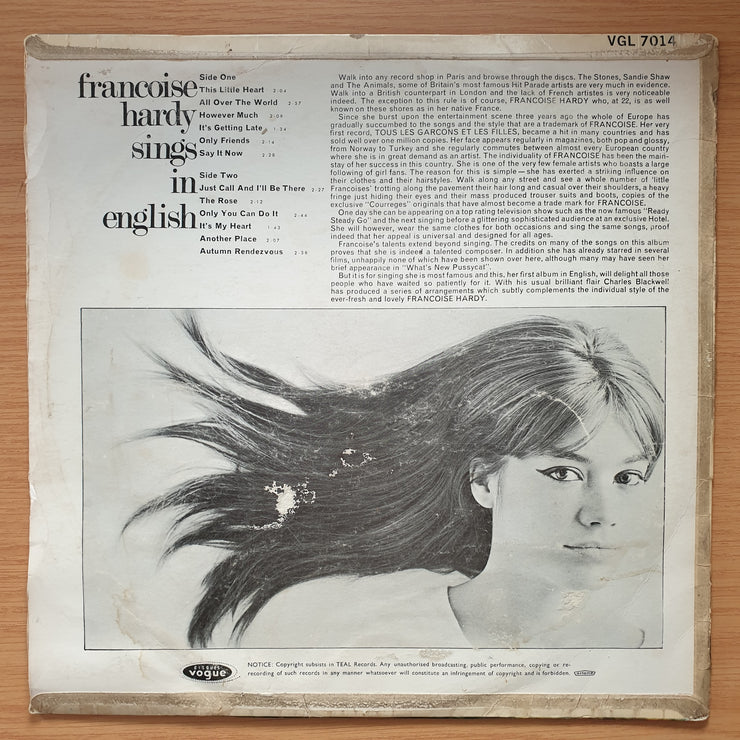 VGL 7014
francoise
hardy
sings
in
english
Side One
This Little Heart 2·04
All Over The World 2·37
However Much 2·09
It's Getting Late 1·34
Only Friends 2·14
Say It Now 2·28
Side Two
Just Call And I'll Be There 2·27
The Rose 2·12
Only You Can Do It 2·44
It's My Heart 1·43
Another Place 2·07
Autumn Rendezvous 2·38
Walk into any record shop in Paris and browse through the discs. The Stones, Sandie Shaw
and The Animals, some of Britain's most famous Hit Parade artists are very much in evidence.
Walk into a British counterpart in London and the lack of French artistes is very noticeable
indeed. The exception to this rule is of course, FRANCOISE HARDY who, at 22, is as well
known on these shores as in her native France.
Since she burst upon the entertainment scene three years ago the whole of Europe has
gradually succumbed to the songs and the style that are a trademark of FRANCOISE. Her very
first record, TOUS LES GARCONS ET LES FILLES, became a hit in many countries and has
sold well over one million copies. Her face appears regularly in magazines, both pop and glossy,
from Norway to Turkey and she regularly commutes between almost every European country
where she is in great demand as an artist. The individuality of FRANCOISE has been the main-
stay of her success in this country. She is one of the very few female artists who boasts a large
following of girl fans. The reason for this is simple—she has exerted a striking influence on
their clothes and their hairstyles. Walk along any street and see a whole number of 'little
Francoises' trotting along the pavement their hair long and casual over their shoulders, a heavy
fringe just hiding their eyes and their mass produced trouser suits and boots, copies of the
exclusive "Courreges" originals that have almost become a trade mark for FRANCOISE.
One day she can be appearing on a top rating television show such as the now famous "Ready
Steady Go" and the next singing before a glittering sophisticated audience at an exclusive Hotel.
She will however, wear the same clothes for both occasions and sing the same songs, proof
indeed that her appeal is universal and designed for all ages.
Francoise's talents extend beyond singing. The credits on many of the songs on this album
proves that she is indeed a talented composer. In addition she has already starred in several
films, unhappily none of which have been shown over here, although many may have seen her
brief appearance in "What's New Pussycat".
But it is for singing she is most famous and this, her first album in English, will delight all those
people who have waited so patiently for it. With his usual brilliant flair Charles Blackwell
has produced a series of arrangements which subtly complements the individual style of the
ever-fresh and lovely FRANCOISE HARDY.
DISQUES
vogue
NOTICE: Copyright subsists in TEAL Records. Any unauthorised broadcasting, public performance, copying or re-
recording of such records in any manner whatsoever will constitute an infringement of copyright and is forbidden.